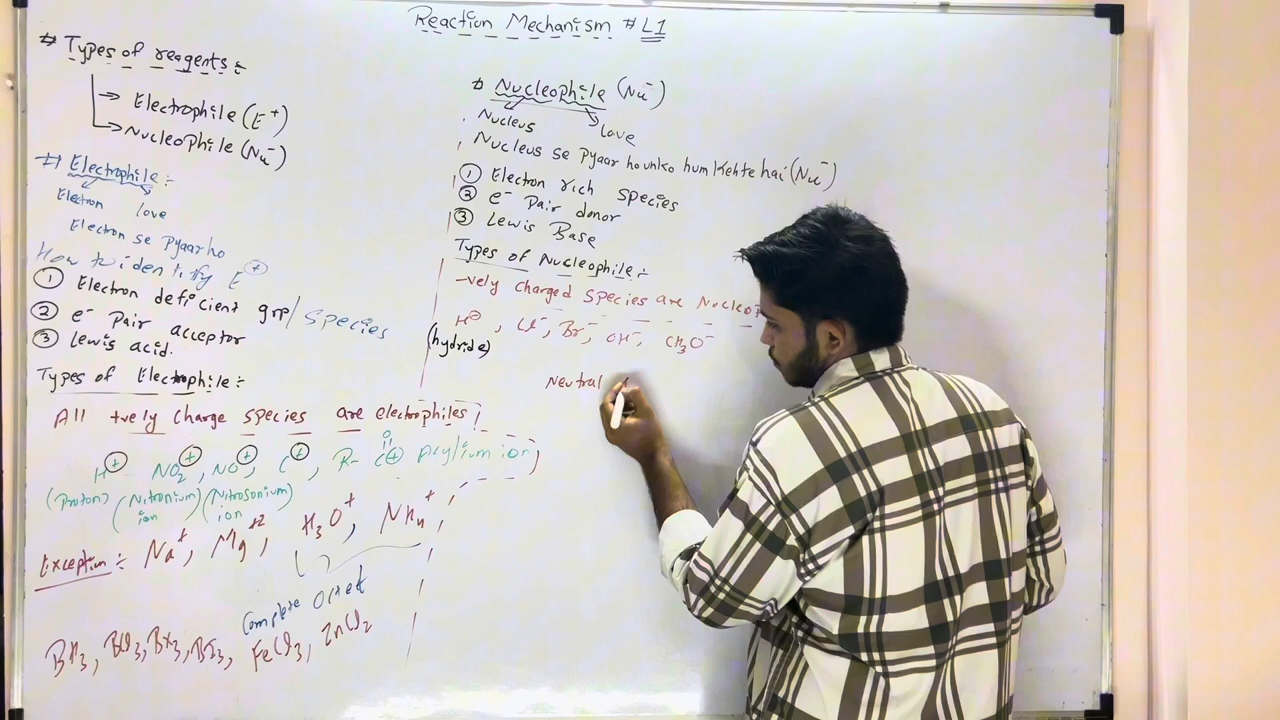 Reaction Mechanism # L1
# Types of reagents :-
→ Electrophile (E⁺)
→ Nucleophile (Nu⁻)
# Electrophile :-
Electron love
Electron se Pyaar ho
How to identify E⁺
① Electron deficient grp/species
② e⁻ Pair acceptor
③ Lewis acid.
Types of Electrophile :-
All +vely charge species are electrophiles!
H⁺ NO₂⁺, NO⁺, C⁺, R-C⁺ Acylium ion,
O
(Proton) (Nitronium ion) (Nitrosonium ion)
Exception :- Na⁺, Mg⁺², H₃O⁺, NH₄⁺,
Complete Octet
BH₃, BCl₃, BX₃, FeCl₃, ZnCl₂
# Nucleophile (Nu⁻)
Nucleus Love
Nucleus se Pyaar ho unko hum Kehte hai (Nu⁻)
① Electron rich species
② e⁻ Pair donor
③ Lewis Base
Types of Nucleophile :-
-vely charged species are Nucleop
H⊖, Cl⁻, Br⁻, OH⁻, CH₃O⁻
(hydride)
Neutral